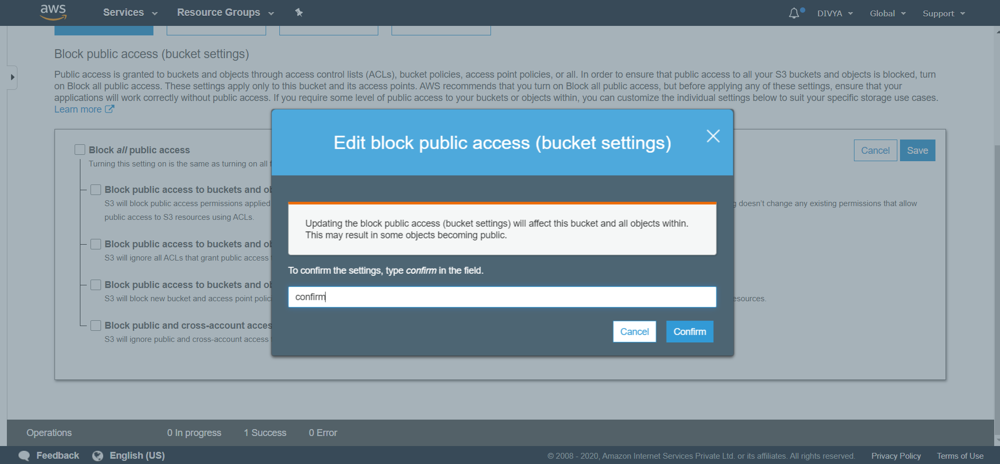 aws
Services
Resource Groups
DIVYA
Global
Support
Block public access (bucket settings)
Public access is granted to buckets and objects through access control lists (ACLs), bucket policies, access point policies, or all. In order to ensure that public access to all your S3 buckets and objects is blocked, turn
on Block all public access. These settings apply only to this bucket and its access points. AWS recommends that you turn on Block all public access, but before applying any of these settings, ensure that your
applications will work correctly without public access. If you require some level of public access to your buckets or objects within, you can customize the individual settings below to suit your specific storage use cases.
Learn more
Block all public access
Turning this setting on is the same as turning on all
Cancel
Save
Block public access to buckets and
S3 will block public access permissions applied
doesn't change any existing permissions that allow
public access to S3 resources using ACLs.
Block public access to buckets and
S3 will ignore all ACLs that grant public access
Block public access to buckets and
S3 will block new bucket and access point
Block public and cross-account
S3 will ignore public and cross-account access
Edit block public access (bucket settings)
Updating the block public access (bucket settings) will affect this bucket and all objects within.
This may result in some objects becoming public.
To confirm the settings, type confirm in the field.
confirm
Cancel
Confirm
Operations
0 In progress
1 Success
0 Error
Feedback
English (US)
© 2008 - 2020, Amazon Internet Services Private Ltd. or its affiliates. All rights reserved.
Privacy Policy
Terms of Use